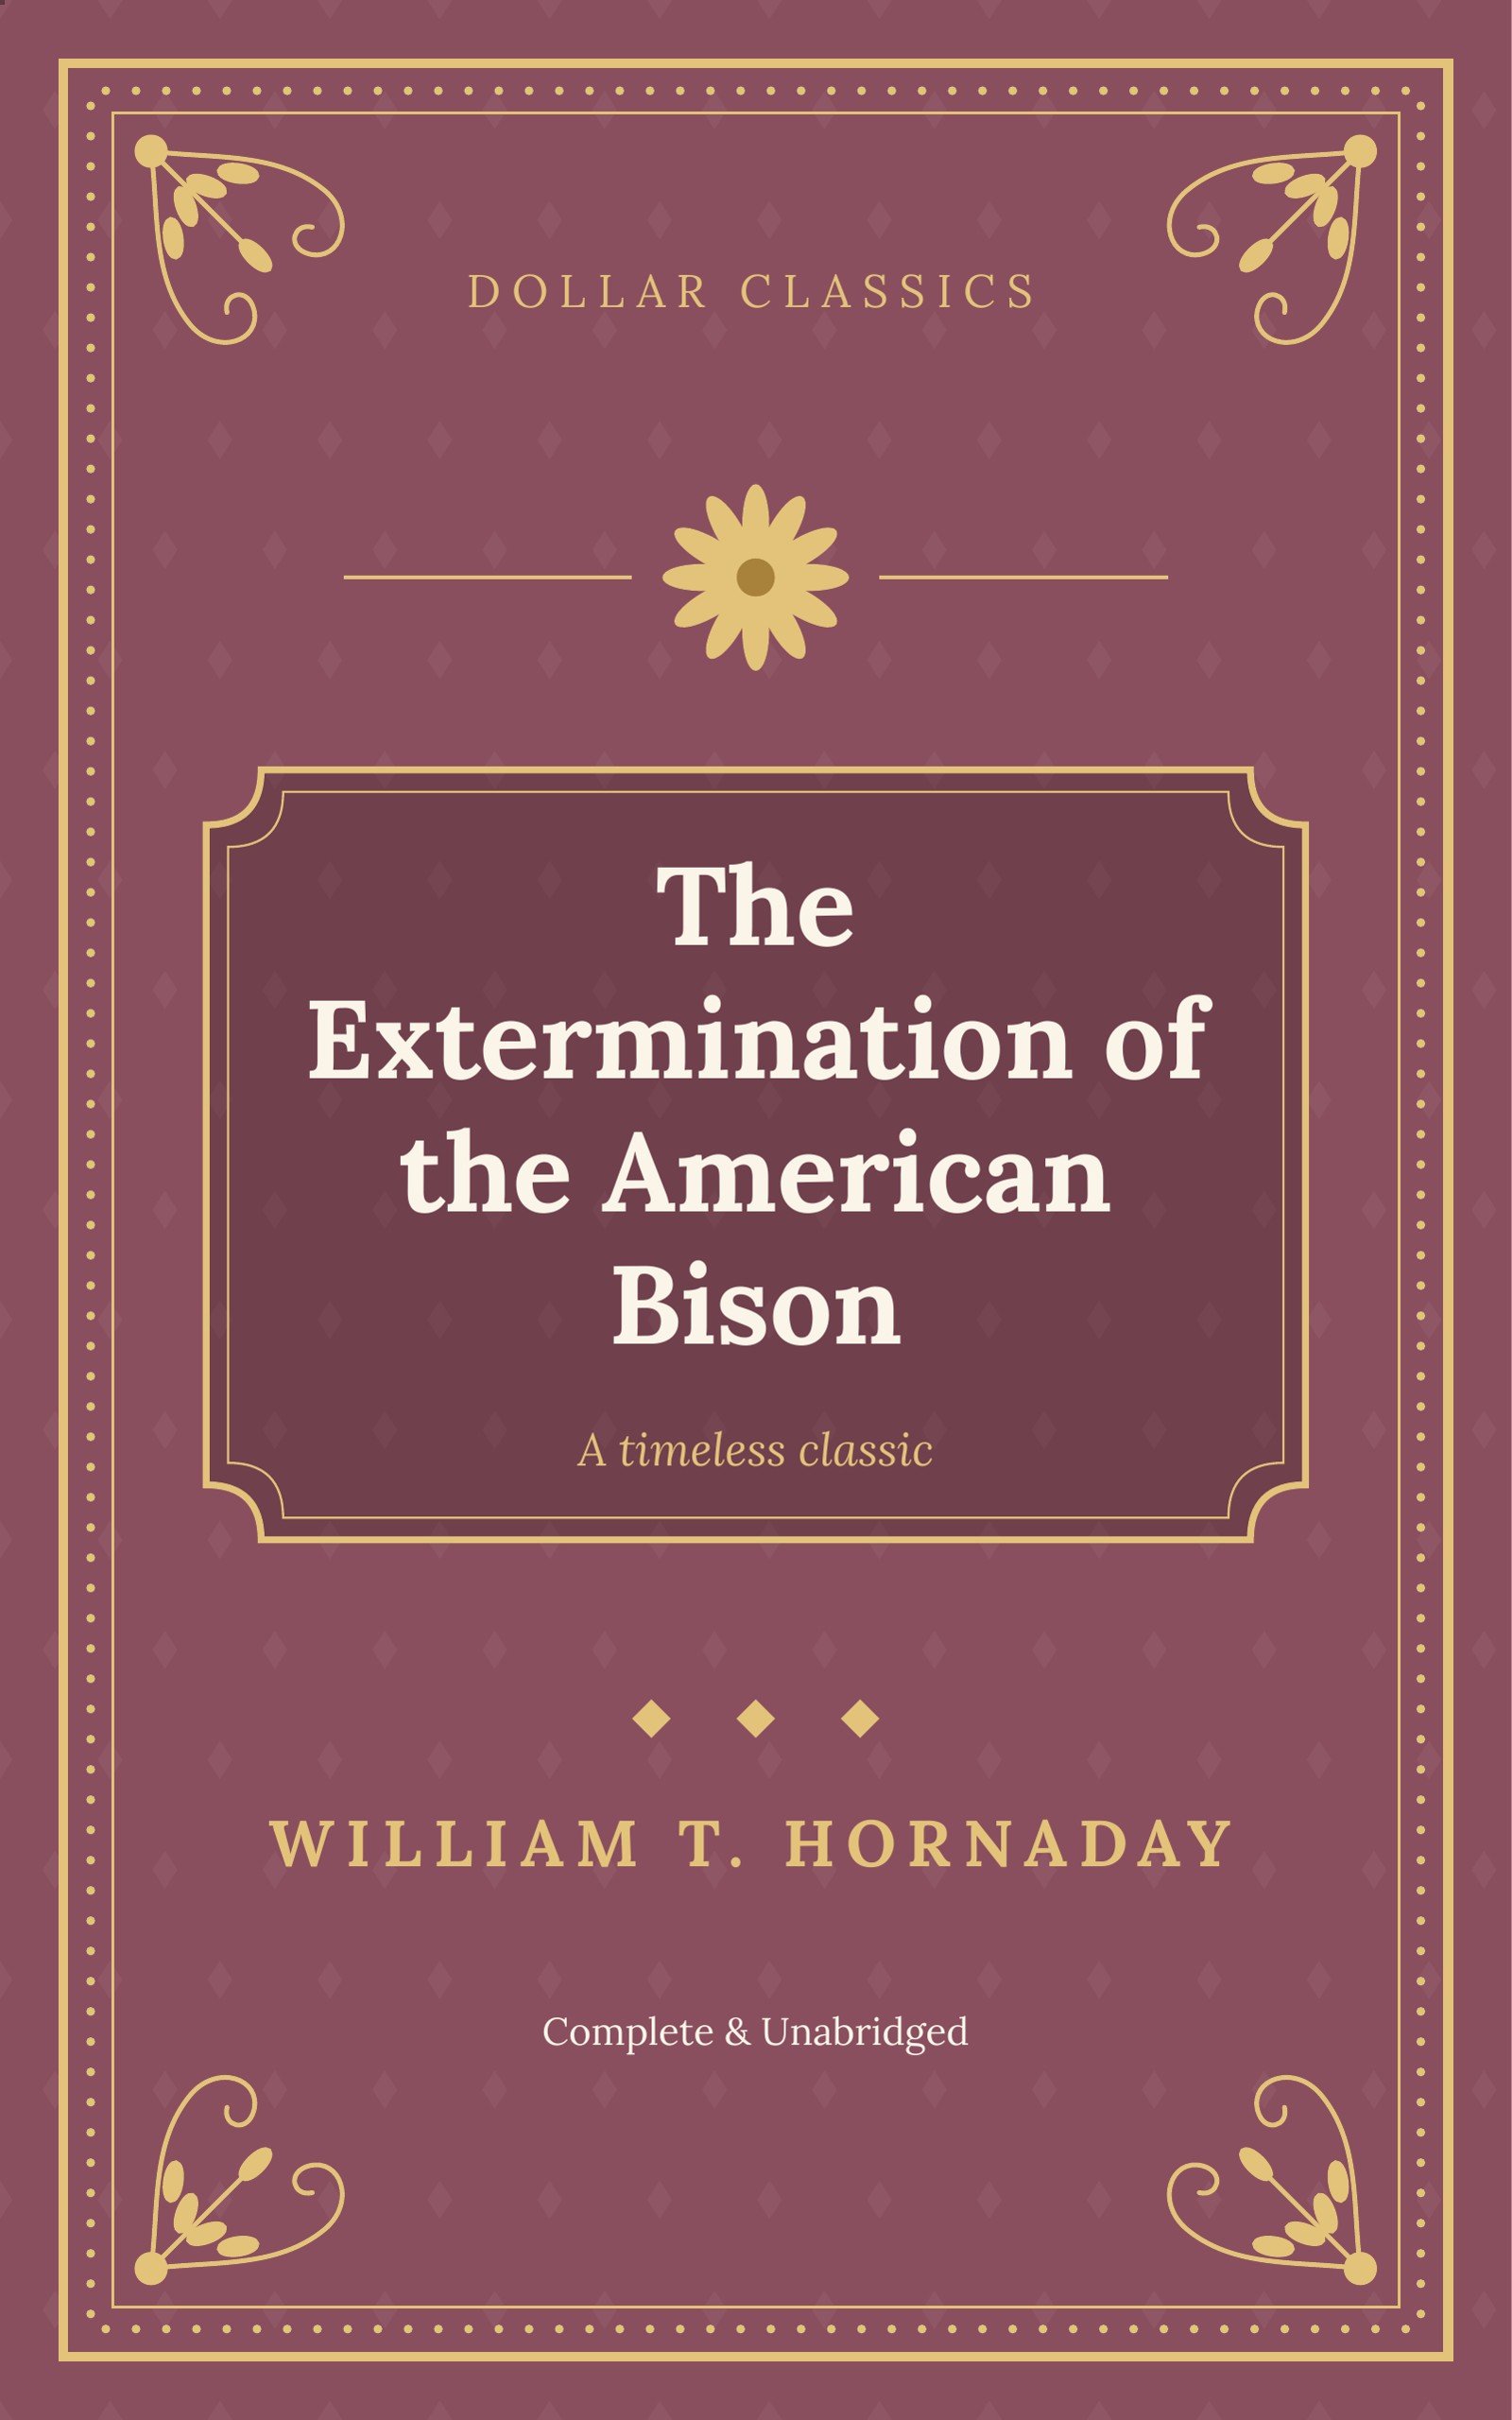 DOLLAR CLASSICS
The
Extermination of
the American
Bison
A timeless classic
WILLIAM T. HORNADAY
Complete & Unabridged